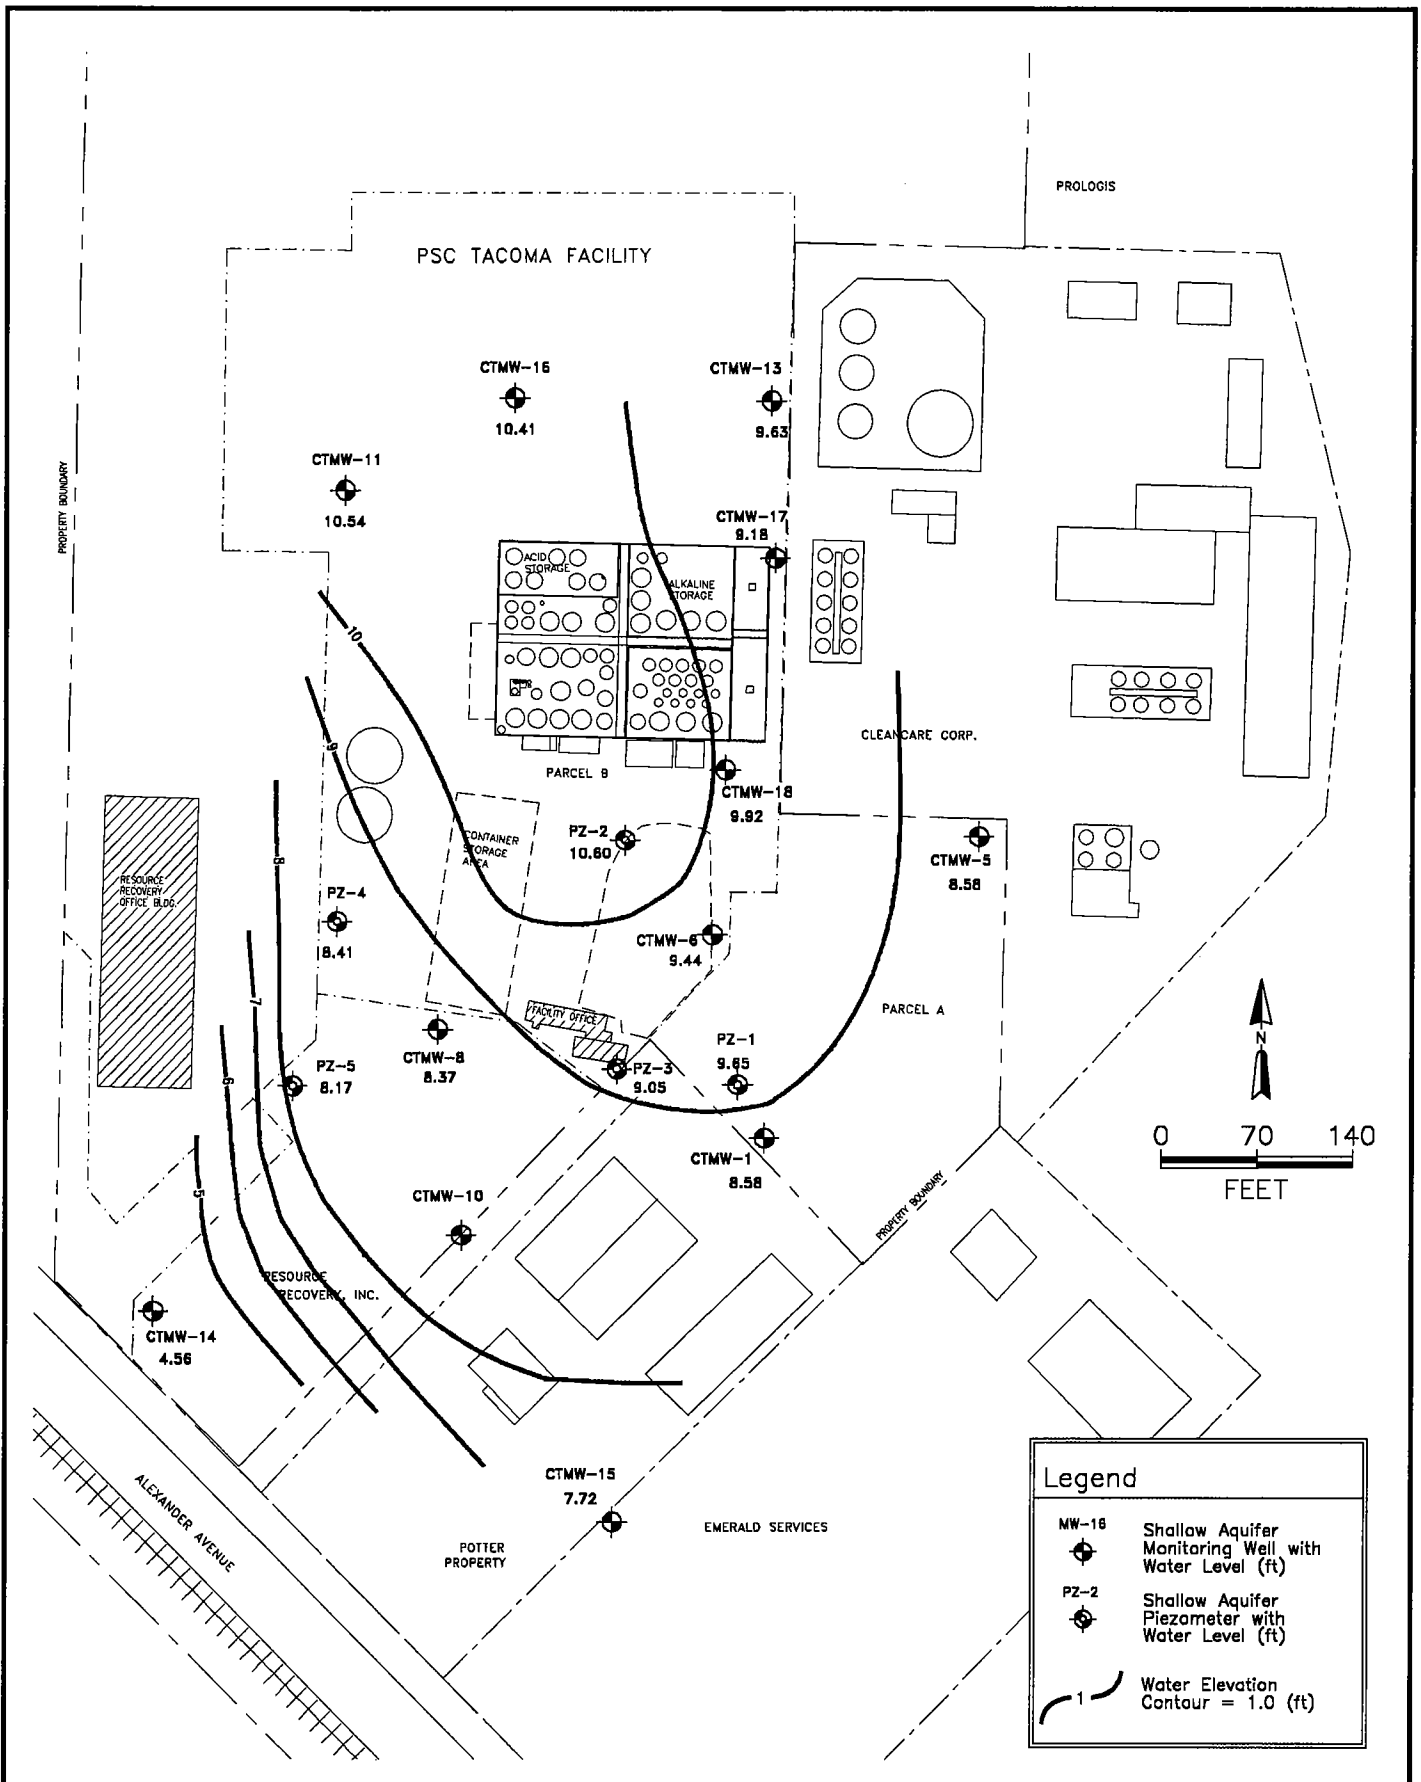 PROLOGIS
PSC TACOMA FACILITY
CTMW-16
10.41
CTMW-13
9.63
CTMW-11
10.54
PROPERTY BOUNDARY
CTMW-17
9.18
ACID
STORAGE
ALKALINE
STORAGE
10
9
CLEANCARE CORP.
PARCEL B
CTMW-18
9.92
PZ-2
10.60
CONTAINER
STORAGE
AREA
CTMW-5
8.58
8
RESOURCE
RECOVERY
OFFICE BLDG.
PZ-4
8.41
CTMW-6
9.44
7
FACILITY OFFICE
PARCEL A
CTMW-8
8.37
PZ-1
9.65
PZ-5
8.17
PZ-3
9.05
6
N
0 70 140
FEET
CTMW-1
8.58
5
CTMW-10
PROPERTY BOUNDARY
RESOURCE
RECOVERY, INC.
CTMW-14
4.56
ALEXANDER AVENUE
CTMW-15
7.72
EMERALD SERVICES
POTTER
PROPERTY
Legend
MW-16
Shallow Aquifer
Monitoring Well with
Water Level (ft)
PZ-2
Shallow Aquifer
Piezometer with
Water Level (ft)
1
Water Elevation
Contour = 1.0 (ft)